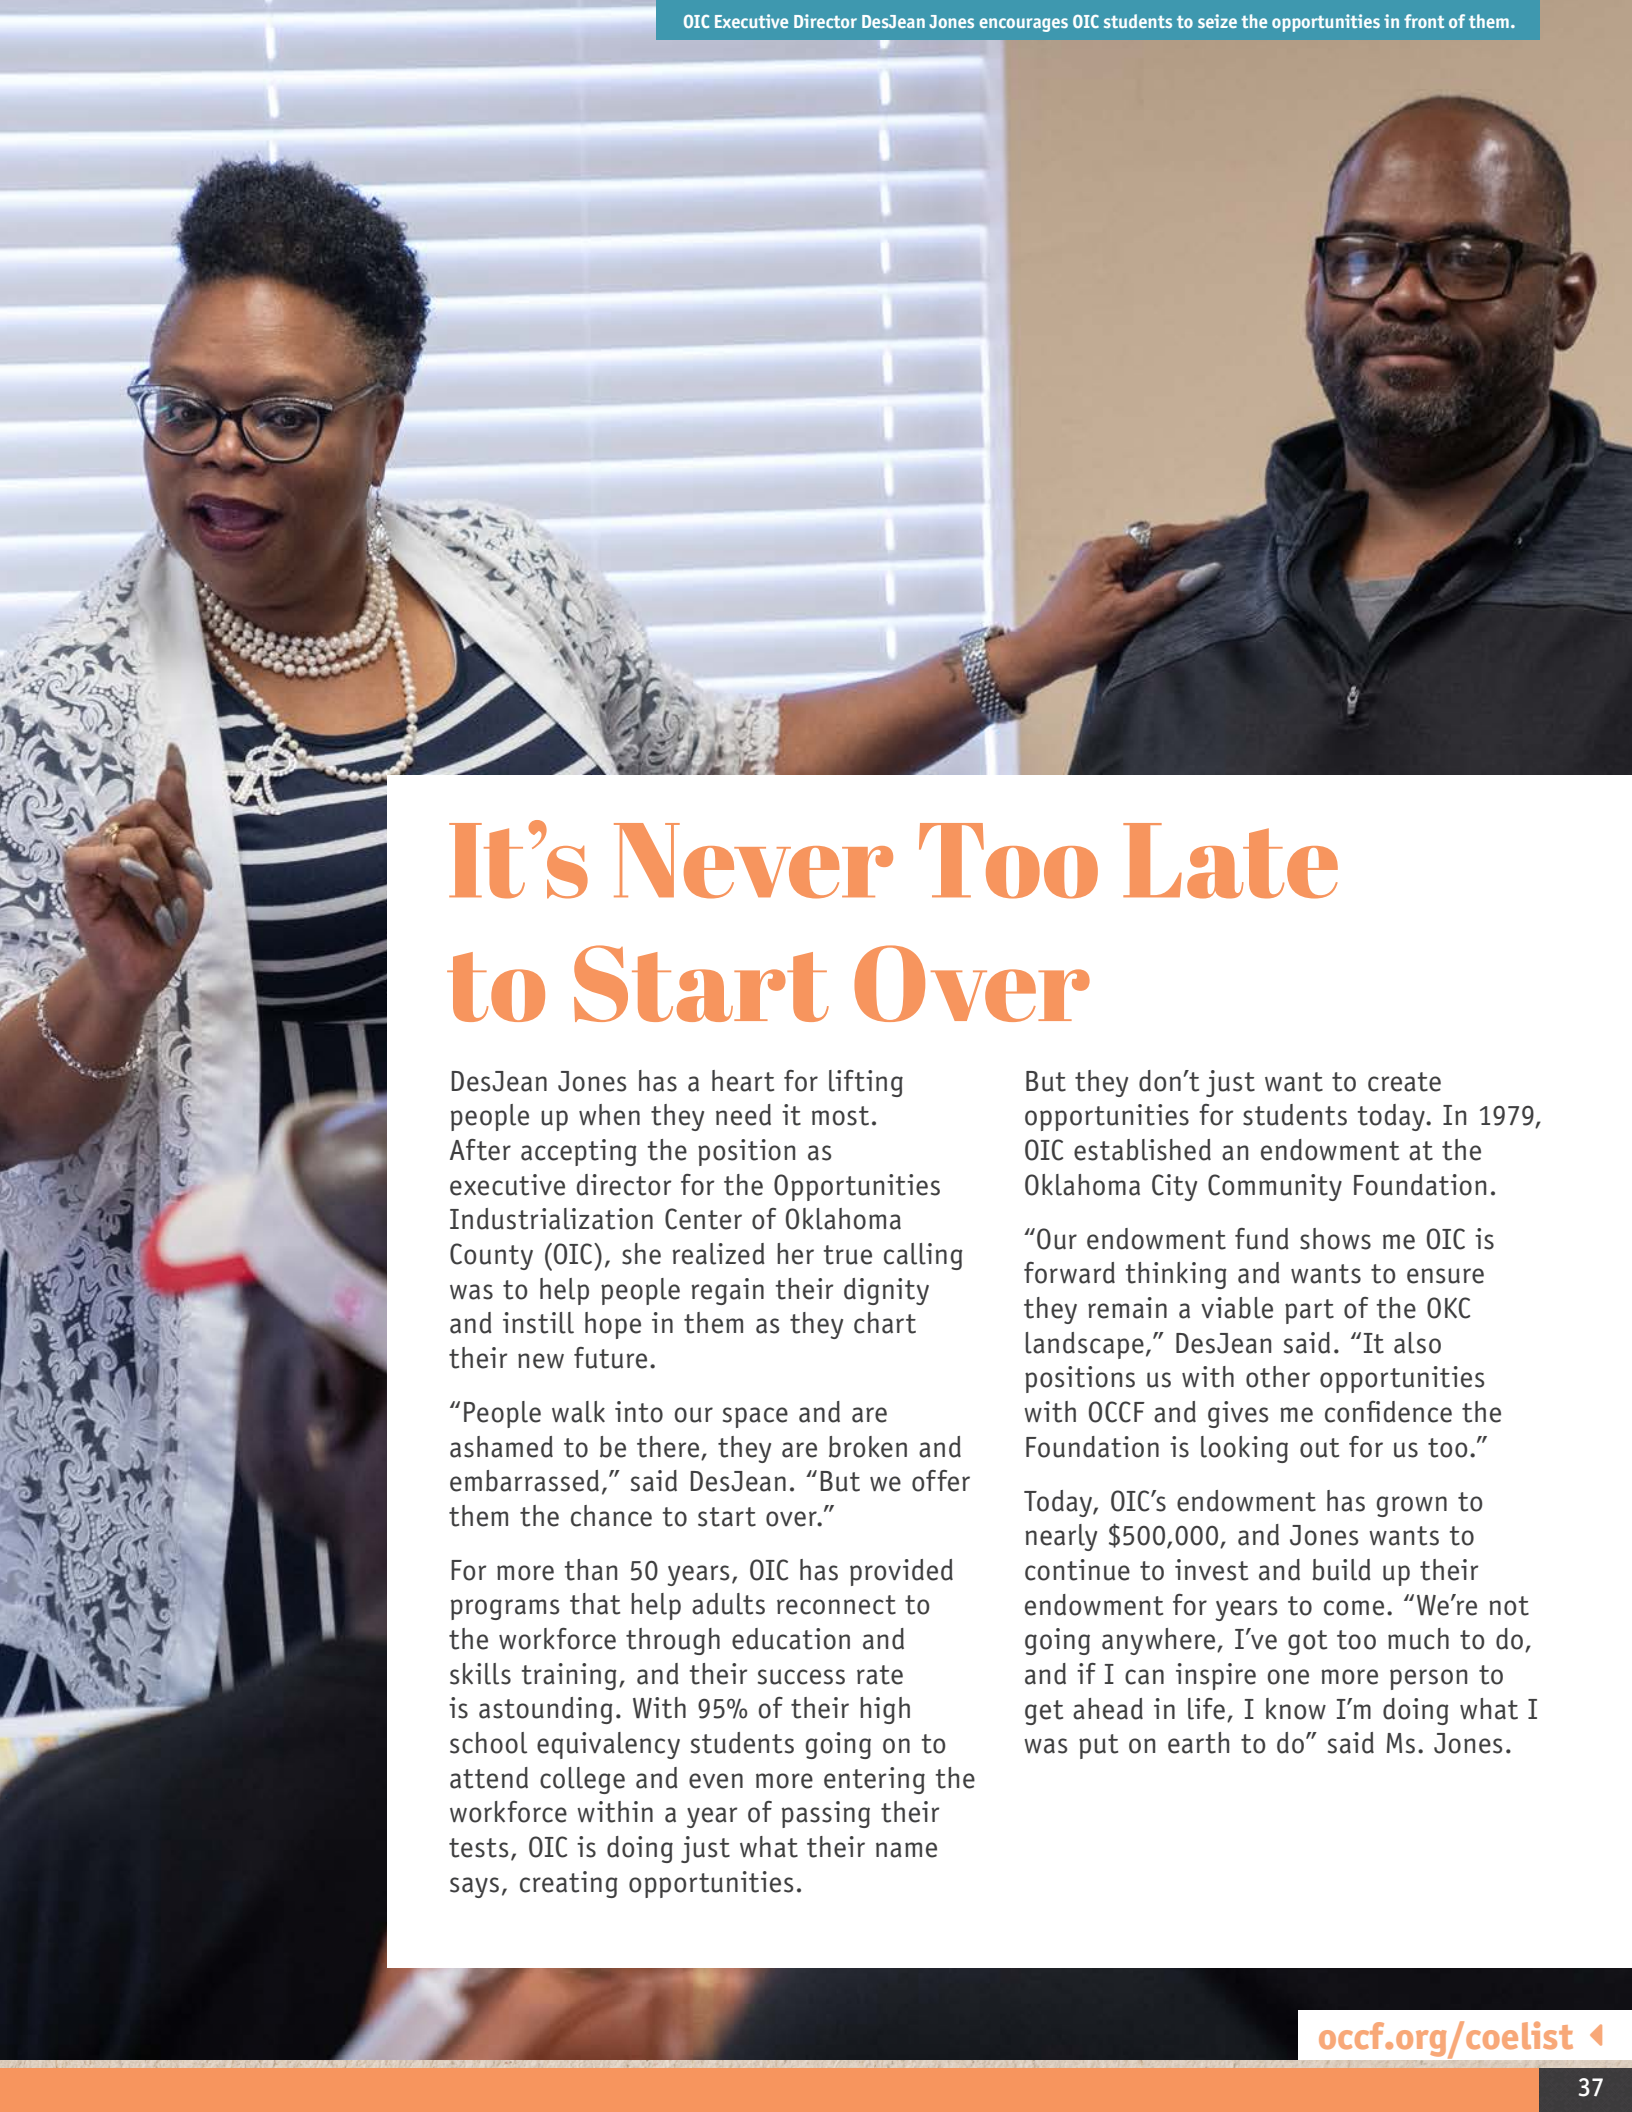 OIC Executive Director DesJean Jones encourages OIC students to seize the opportunities in front of them.
It’s Never Too Late
to Start Over
DesJean Jones has a heart for lifting
people up when they need it most.
After accepting the position as
executive director for the Opportunities
Industrialization Center of Oklahoma
County (OIC), she realized her true calling
was to help people regain their dignity
and instill hope in them as they chart
their new future.
“People walk into our space and are
ashamed to be there, they are broken and
embarrassed,” said DesJean. “But we offer
them the chance to start over.”
For more than 50 years, OIC has provided
programs that help adults reconnect to
the workforce through education and
skills training, and their success rate
is astounding. With 95% of their high
school equivalency students going on to
attend college and even more entering the
workforce within a year of passing their
tests, OIC is doing just what their name
says, creating opportunities.
But they don’t just want to create
opportunities for students today. In 1979,
OIC established an endowment at the
Oklahoma City Community Foundation.
“Our endowment fund shows me OIC is
forward thinking and wants to ensure
they remain a viable part of the OKC
landscape,” DesJean said. “It also
positions us with other opportunities
with OCCF and gives me confidence the
Foundation is looking out for us too.”
Today, OIC’s endowment has grown to
nearly $500,000, and Jones wants to
continue to invest and build up their
endowment for years to come. “We’re not
going anywhere, I’ve got too much to do,
and if I can inspire one more person to
get ahead in life, I know I’m doing what I
was put on earth to do” said Ms. Jones.
occf.org/coelist
37